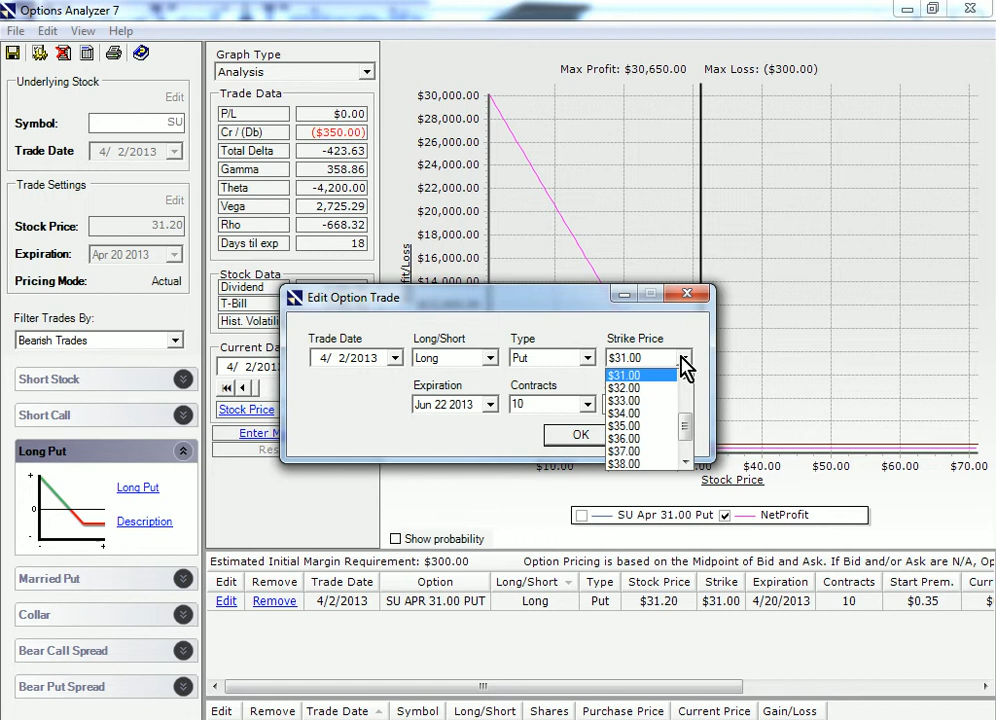 Options Analyzer 7
File Edit View Help
Underlying Stock
Edit
Symbol: SU
Trade Date 4/ 2/2013
Trade Settings
Edit
Stock Price: 31.20
Expiration: Apr 20 2013
Pricing Mode: Actual
Filter Trades By:
Bearish Trades
Short Stock
Short Call
Long Put
+
0
-
- +
Long Put
Description
Married Put
Collar
Bear Call Spread
Bear Put Spread
Graph Type
Analysis
Trade Data
P/L $0.00
Cr / (Db) ($350.00)
Total Delta -423.63
Gamma 358.86
Theta -4,200.00
Vega 2,725.29
Rho -668.32
Days til exp 18
Stock Data
Dividend
T-Bill
Hist. Volatili
Current Da
4/ 2/201
Stock Price
Enter M
Res
Max Profit: $30,650.00 Max Loss: ($300.00)
$30,000.00
$28,000.00
$26,000.00
$24,000.00
$22,000.00
$20,000.00
$18,000.00
$16,000.00
$14,000.00
fit/Loss
$10.00 $40.00 $50.00 $60.00 $70.00
Stock Price
SU Apr 31.00 Put NetProfit
Show probability
Edit Option Trade
Trade Date Long/Short Type Strike Price
4/ 2/2013 Long Put $31.00
Expiration Contracts
Jun 22 2013 10
OK
$31.00
$32.00
$33.00
$34.00
$35.00
$36.00
$37.00
$38.00
Estimated Initial Margin Requirement: $300.00 Option Pricing is based on the Midpoint of Bid and Ask. If Bid and/or Ask are N/A, Op
Edit Remove Trade Date Option Long/Short Type Stock Price Strike Expiration Contracts Start Prem. Curr
Edit Remove 4/2/2013 SU APR 31.00 PUT Long Put $31.20 $31.00 4/20/2013 10 $0.35 $
Edit Remove Trade Date Symbol Long/Short Shares Purchase Price Current Price Gain/Loss